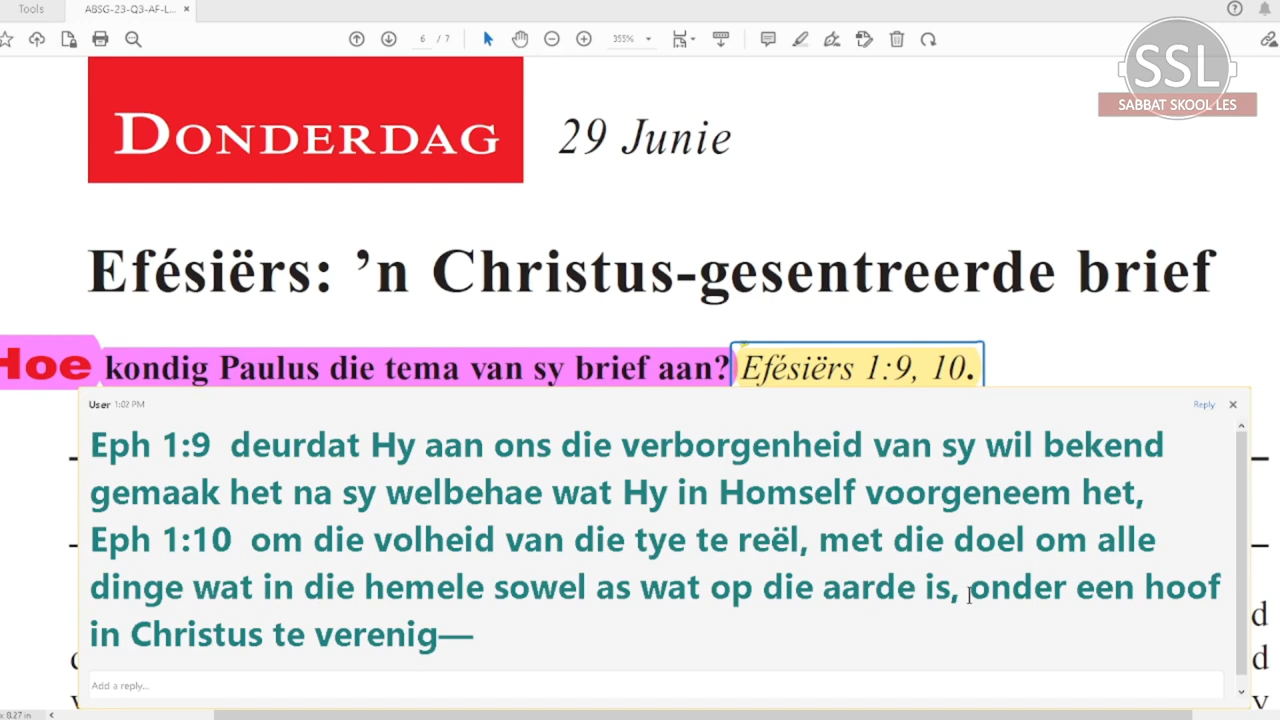 Tools ABSG-23-Q3-AF-L... ×
6 / 7 355%
SSL
SABBAT SKOOL LES
DONDERDAG 29 Junie
Efésiërs: ’n Christus-gesentreerde brief
Hoe kondig Paulus die tema van sy brief aan? Efésiërs 1:9, 10.
User 1:02 PM Reply ×
Eph 1:9 deurdat Hy aan ons die verborgenheid van sy wil bekend
gemaak het na sy welbehae wat Hy in Homself voorgeneem het,
Eph 1:10 om die volheid van die tye te reël, met die doel om alle
dinge wat in die hemele sowel as wat op die aarde is, onder een hoof
in Christus te verenig—
Add a reply...
x 8.27 in